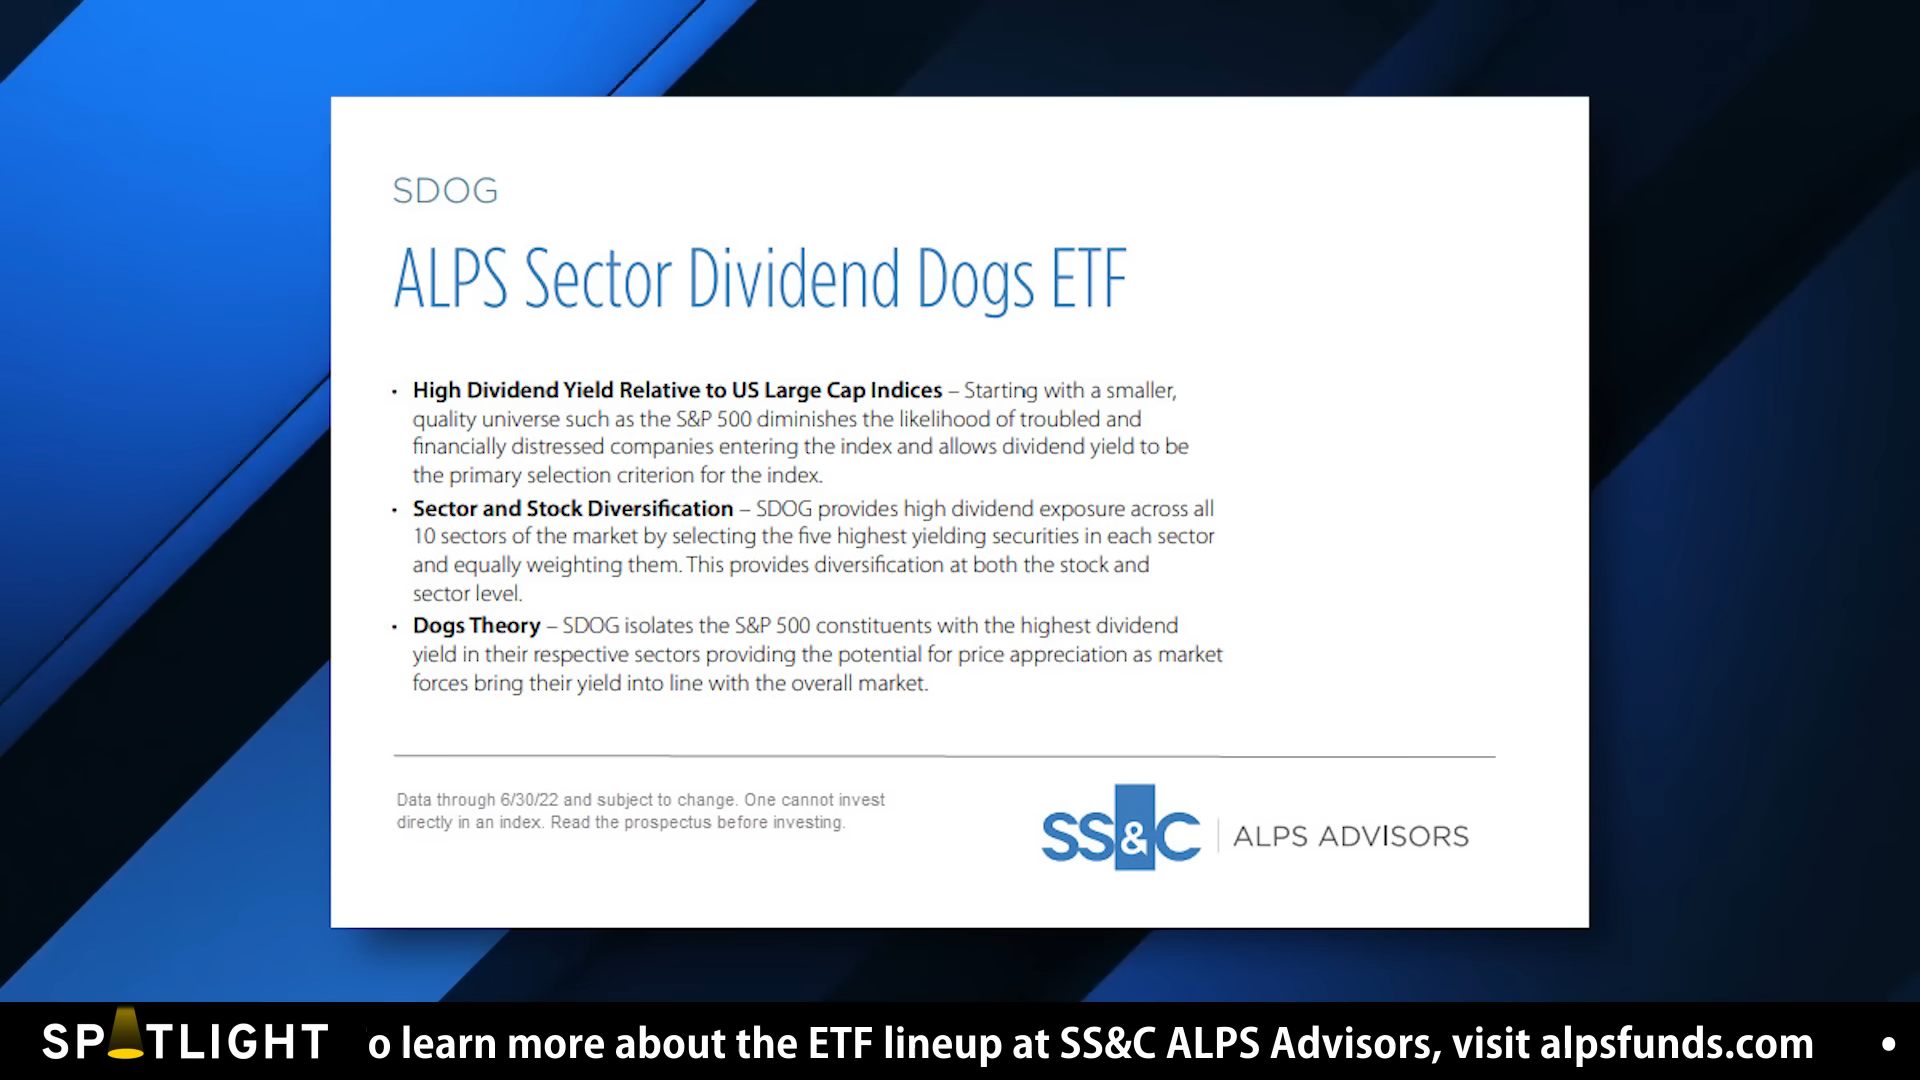 SDOG
ALPS Sector Dividend Dogs ETF
• High Dividend Yield Relative to US Large Cap Indices – Starting with a smaller,
quality universe such as the S&P 500 diminishes the likelihood of troubled and
financially distressed companies entering the index and allows dividend yield to be
the primary selection criterion for the index.
• Sector and Stock Diversification – SDOG provides high dividend exposure across all
10 sectors of the market by selecting the five highest yielding securities in each sector
and equally weighting them. This provides diversification at both the stock and
sector level.
• Dogs Theory – SDOG isolates the S&P 500 constituents with the highest dividend
yield in their respective sectors providing the potential for price appreciation as market
forces bring their yield into line with the overall market.
Data through 6/30/22 and subject to change. One cannot invest
directly in an index. Read the prospectus before investing.
SS&C | ALPS ADVISORS
SPOTLIGHT
o learn more about the ETF lineup at SS&C ALPS Advisors, visit alpsfunds.com •